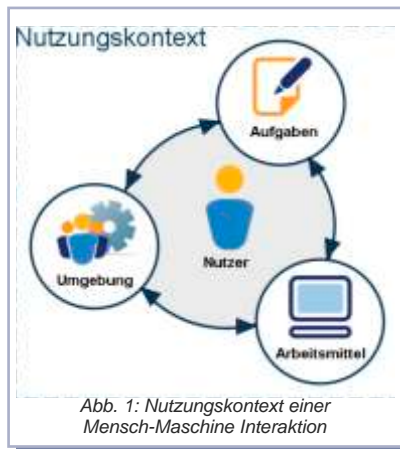 Nutzungskontext
Aufgaben
Nutzer
Umgebung
Arbeitsmittel
Abb. 1: Nutzungskontext einer
Mensch-Maschine Interaktion